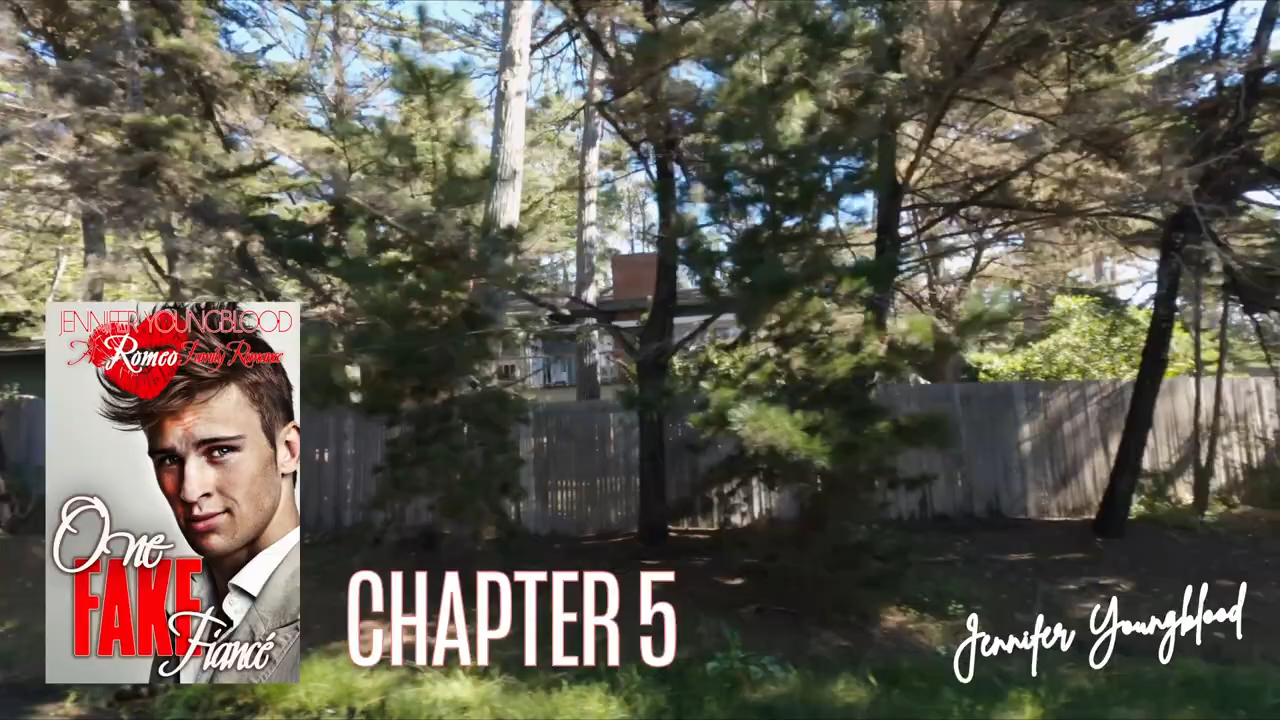 JENNIFER YOUNGBLOOD
A Romeo Family Romance
One
FAKE
Fiancé
CHAPTER 5
Jennifer Youngblood